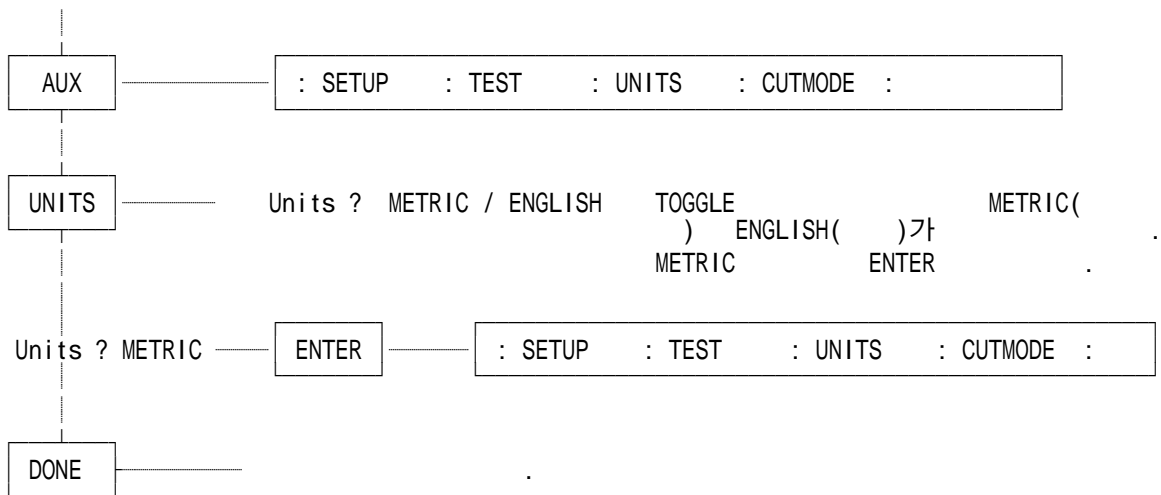 AUX : SETUP : TEST : UNITS : CUTMODE :
UNITS Units ? METRIC / ENGLISH TOGGLE METRIC(
) ENGLISH( )가 .
METRIC ENTER .
Units ? METRIC ENTER : SETUP : TEST : UNITS : CUTMODE :
DONE .